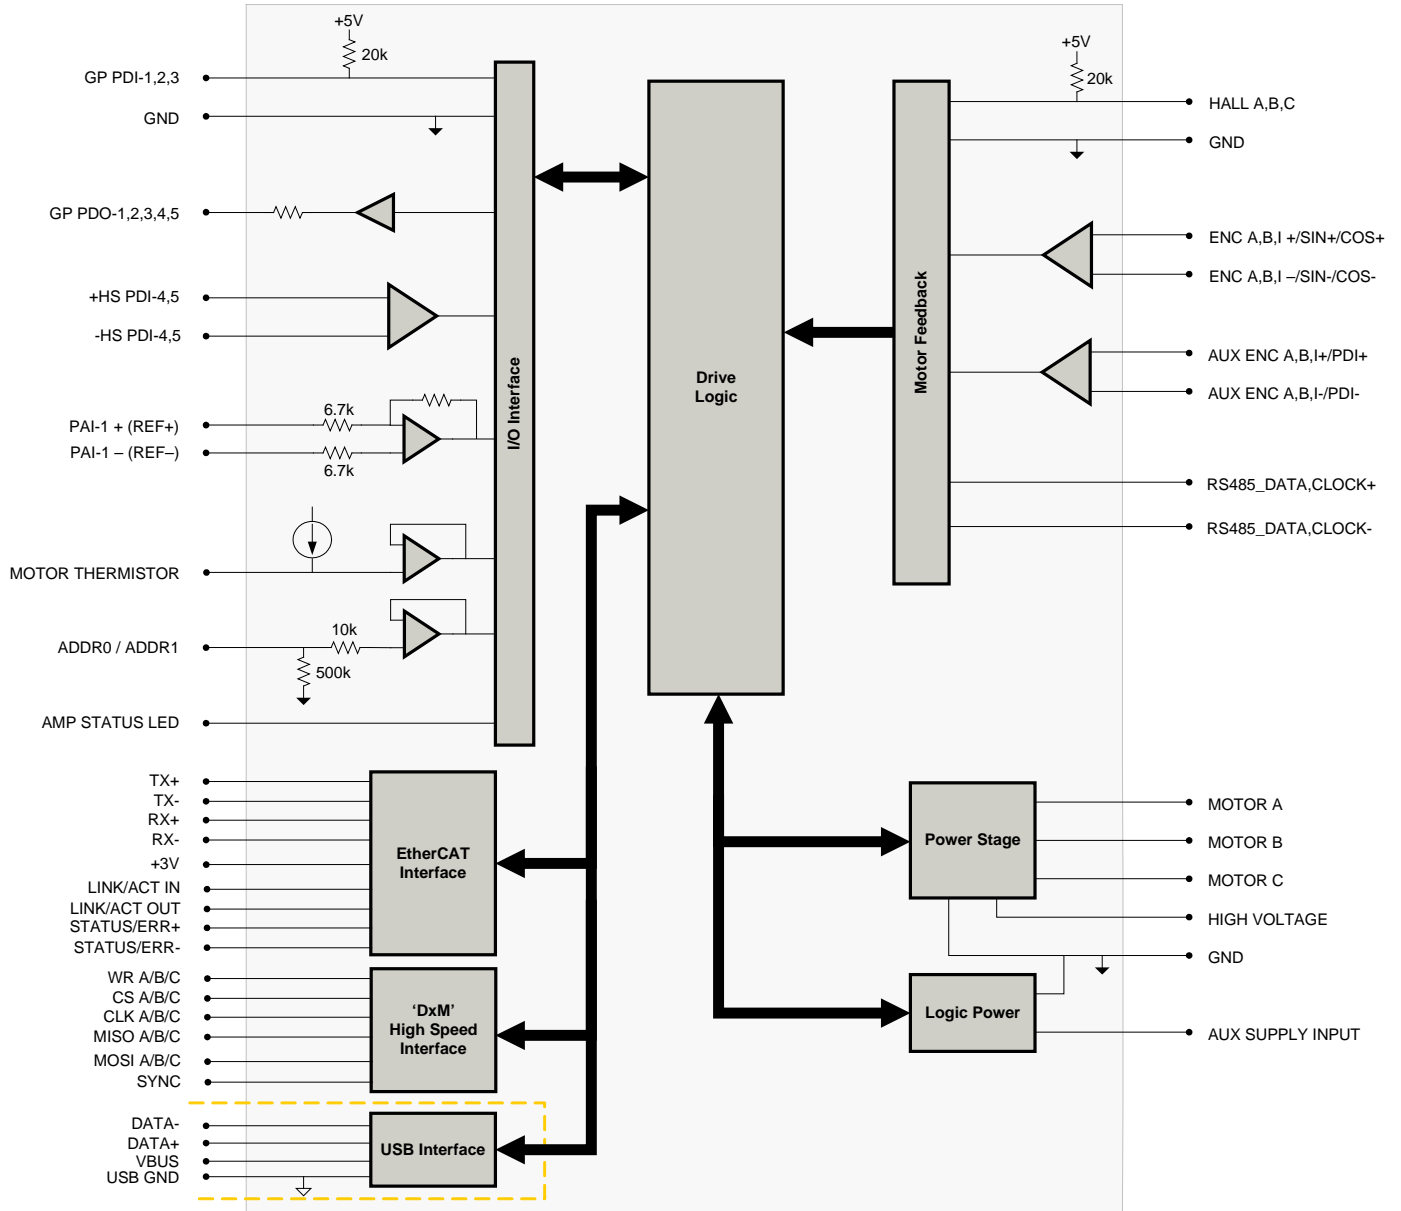 +5V
20k
GP PDI-1,2,3
GND
GP PDO-1,2,3,4,5
+HS PDI-4,5
-HS PDI-4,5
6.7k
PAI-1 + (REF+)
PAI-1 – (REF–)
6.7k
MOTOR THERMISTOR
10k
ADDR0 / ADDR1
500k
AMP STATUS LED
I/O Interface
Drive
Logic
Motor Feedback
+5V
20k
HALL A,B,C
GND
ENC A,B,I +/SIN+/COS+
ENC A,B,I –/SIN-/COS-
AUX ENC A,B,I+/PDI+
AUX ENC A,B,I-/PDI-
RS485_DATA,CLOCK+
RS485_DATA,CLOCK-
TX+
TX-
RX+
RX-
+3V
LINK/ACT IN
LINK/ACT OUT
STATUS/ERR+
STATUS/ERR-
EtherCAT
Interface
WR A/B/C
CS A/B/C
CLK A/B/C
MISO A/B/C
MOSI A/B/C
SYNC
‘DxM’
High Speed
Interface
DATA-
DATA+
VBUS
USB GND
USB Interface
Power Stage
MOTOR A
MOTOR B
MOTOR C
HIGH VOLTAGE
GND
Logic Power
AUX SUPPLY INPUT